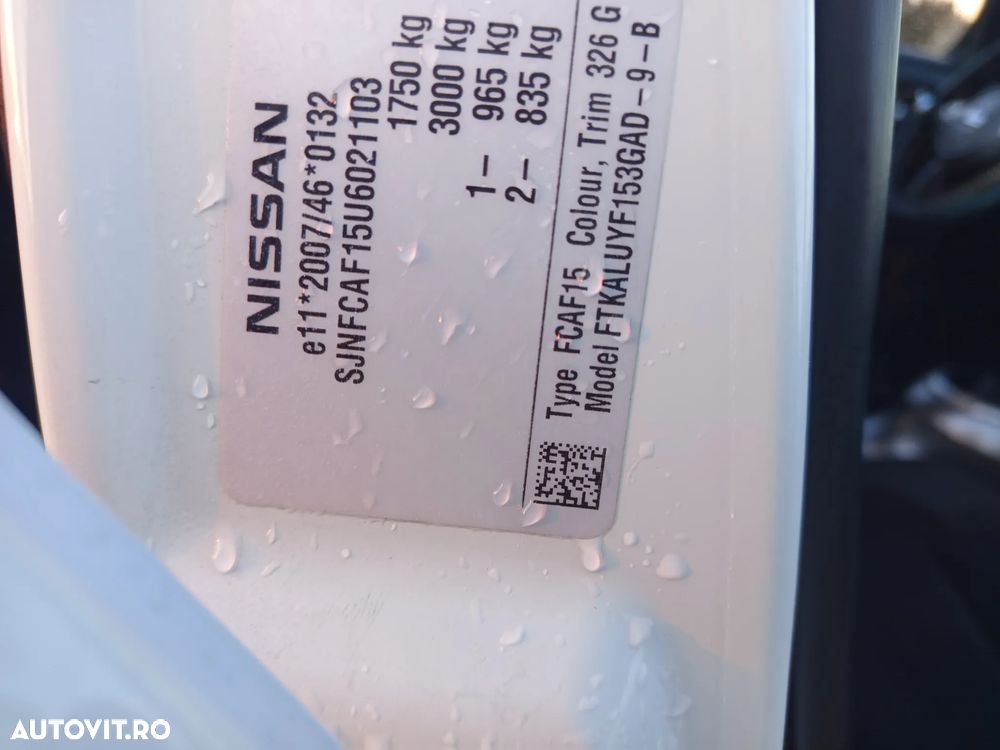 NISSAN
e11*2007/46*0132
SJNFCAF15U6021103
1750 kg
3000 kg
1- 965 kg
2- 835 kg
Type FCAF15 Colour, Trim 326 G
Model FTKALUYF153GAD-9-B
AUTOVIT.RO